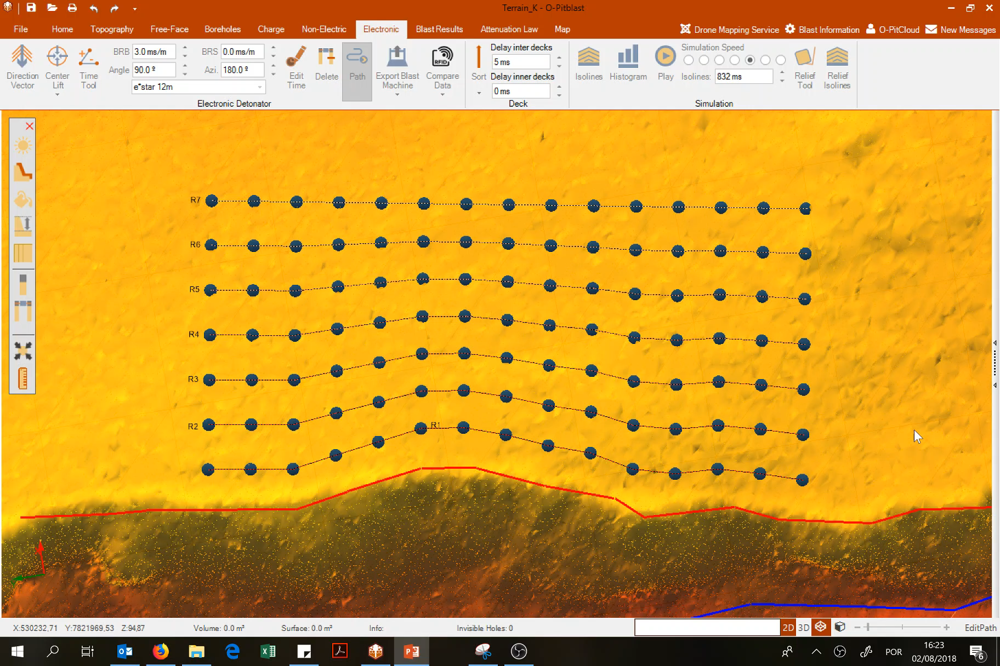 Terrain_K - O-Pitblast
File Home Topography Free-Face Boreholes Charge Non-Electric Electronic Blast Results Attenuation Law Map Drone Mapping Service Blast Information O-PitCloud New Messages
Direction Vector
Center Lift
Time Tool
BRB 3.0 ms/m BRS 0.0 ms/m
Angle 90.0 º Azi. 180.0 º
e*star 12m
Electronic Detonator
Edit Time
Delete
Path
Export Blast Machine
RFID
Compare Data
Sort
Delay inter decks
5 ms
Delay inner decks
0 ms
Deck
Isolines
Histogram
Play
Simulation Speed
Isolines: 832 ms
Relief Tool
Relief Isolines
Simulation
R7
R6
R5
R4
R3
R2
R1
X:530232,71 Y:7821969,53 Z:94,87 Volume: 0.0 m³ Surface: 0.0 m² Info: Invisible Holes: 0 2D 3D EditPath
POR
16:23
02/08/2018
6